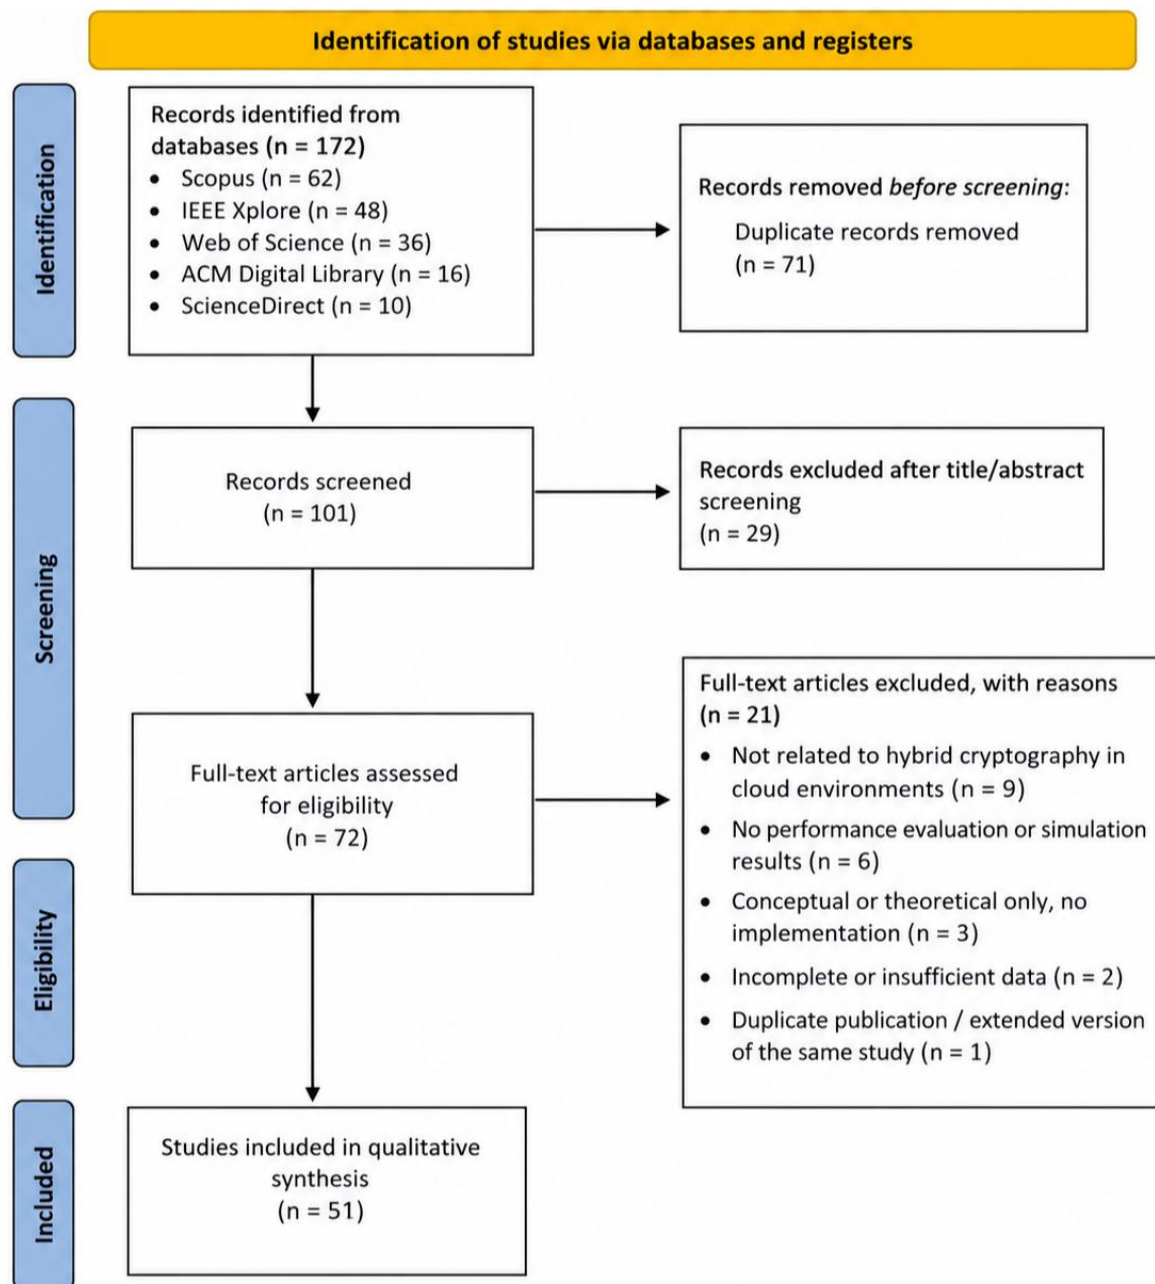 Identification of studies via databases and registers
Identification
Records identified from
databases (n = 172)
• Scopus (n = 62)
• IEEE Xplore (n = 48)
• Web of Science (n = 36)
• ACM Digital Library (n = 16)
• ScienceDirect (n = 10)
Records removed before screening:
Duplicate records removed
(n = 71)
Screening
Records screened
(n = 101)
Records excluded after title/abstract
screening
(n = 29)
Full-text articles assessed
for eligibility
(n = 72)
Full-text articles excluded, with reasons
(n = 21)
• Not related to hybrid cryptography in
cloud environments (n = 9)
• No performance evaluation or simulation
results (n = 6)
• Conceptual or theoretical only, no
implementation (n = 3)
• Incomplete or insufficient data (n = 2)
• Duplicate publication / extended version
of the same study (n = 1)
Eligibility
Included
Studies included in qualitative
synthesis
(n = 51)